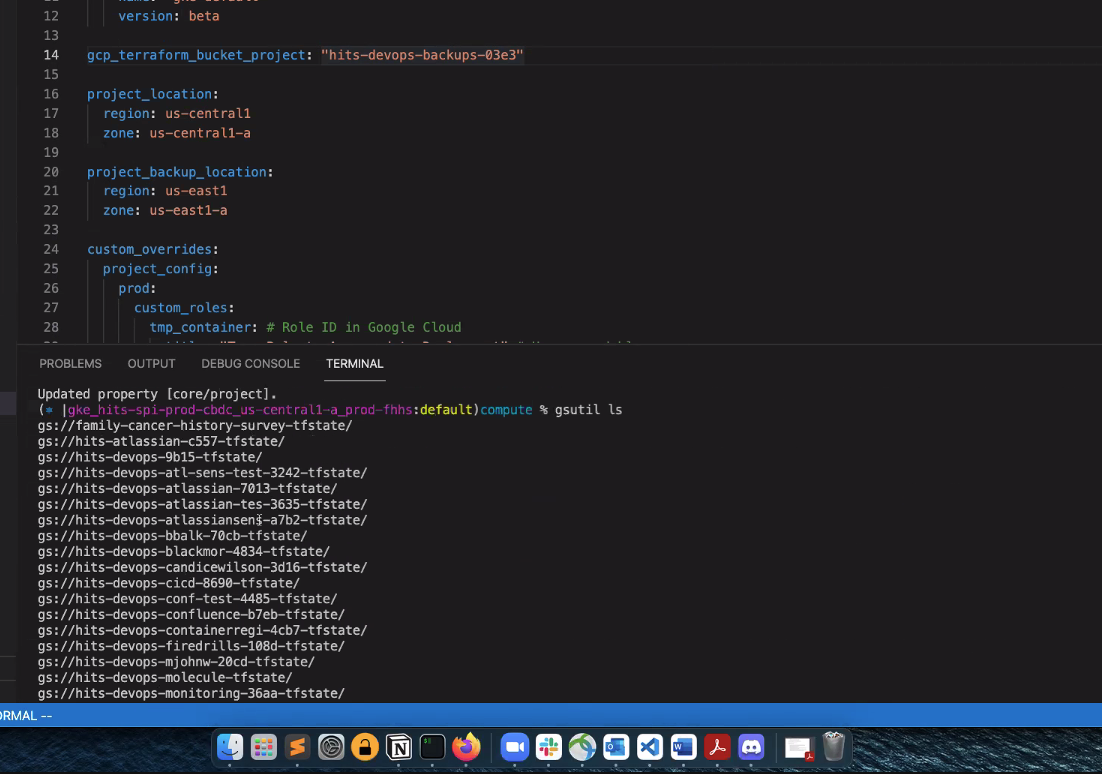 12 version: beta
13
14 gcp_terraform_bucket_project: "hits-devops-backups-03e3"
15
16 project_location:
17 region: us-central1
18 zone: us-central1-a
19
20 project_backup_location:
21 region: us-east1
22 zone: us-east1-a
23
24 custom_overrides:
25 project_config:
26 prod:
27 custom_roles:
28 tmp_container: # Role ID in Google Cloud
PROBLEMS OUTPUT DEBUG CONSOLE TERMINAL
Updated property [core/project].
(* |gke_hits-spi-prod-cbdc_us-central1-a_prod-fhhs:default)compute % gsutil ls
gs://family-cancer-history-survey-tfstate/
gs://hits-atlassian-c557-tfstate/
gs://hits-devops-9b15-tfstate/
gs://hits-devops-atl-sens-test-3242-tfstate/
gs://hits-devops-atlassian-7013-tfstate/
gs://hits-devops-atlassian-tes-3635-tfstate/
gs://hits-devops-atlassiansens-a7b2-tfstate/
gs://hits-devops-bbalk-70cb-tfstate/
gs://hits-devops-blackmor-4834-tfstate/
gs://hits-devops-candicewilson-3d16-tfstate/
gs://hits-devops-cicd-8690-tfstate/
gs://hits-devops-conf-test-4485-tfstate/
gs://hits-devops-confluence-b7eb-tfstate/
gs://hits-devops-containerregi-4cb7-tfstate/
gs://hits-devops-firedrills-108d-tfstate/
gs://hits-devops-mjohnw-20cd-tfstate/
gs://hits-devops-molecule-tfstate/
gs://hits-devops-monitoring-36aa-tfstate/
ORMAL --